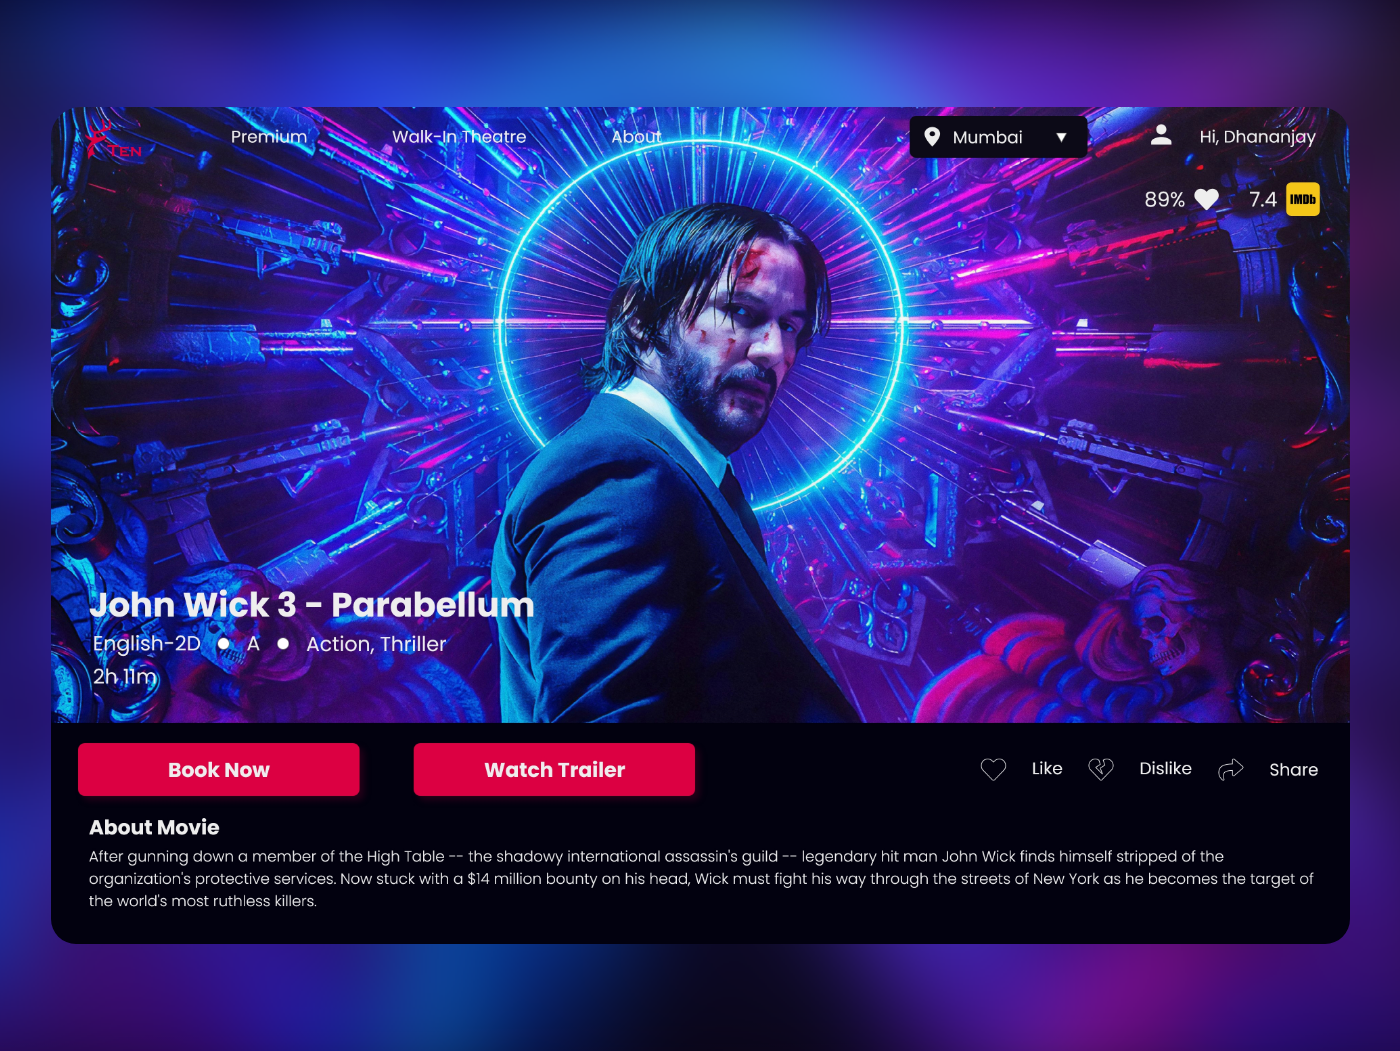 TEN
Premium
Walk-In Theatre
About
Mumbai
Hi, Dhananjay
89%
7.4 IMDb
John Wick 3 - Parabellum
English-2D ● A ● Action, Thriller
2h 11m
Book Now
Watch Trailer
Like
Dislike
Share
About Movie
After gunning down a member of the High Table -- the shadowy international assassin's guild -- legendary hit man John Wick finds himself stripped of the
organization's protective services. Now stuck with a $14 million bounty on his head, Wick must fight his way through the streets of New York as he becomes the target of
the world's most ruthless killers.